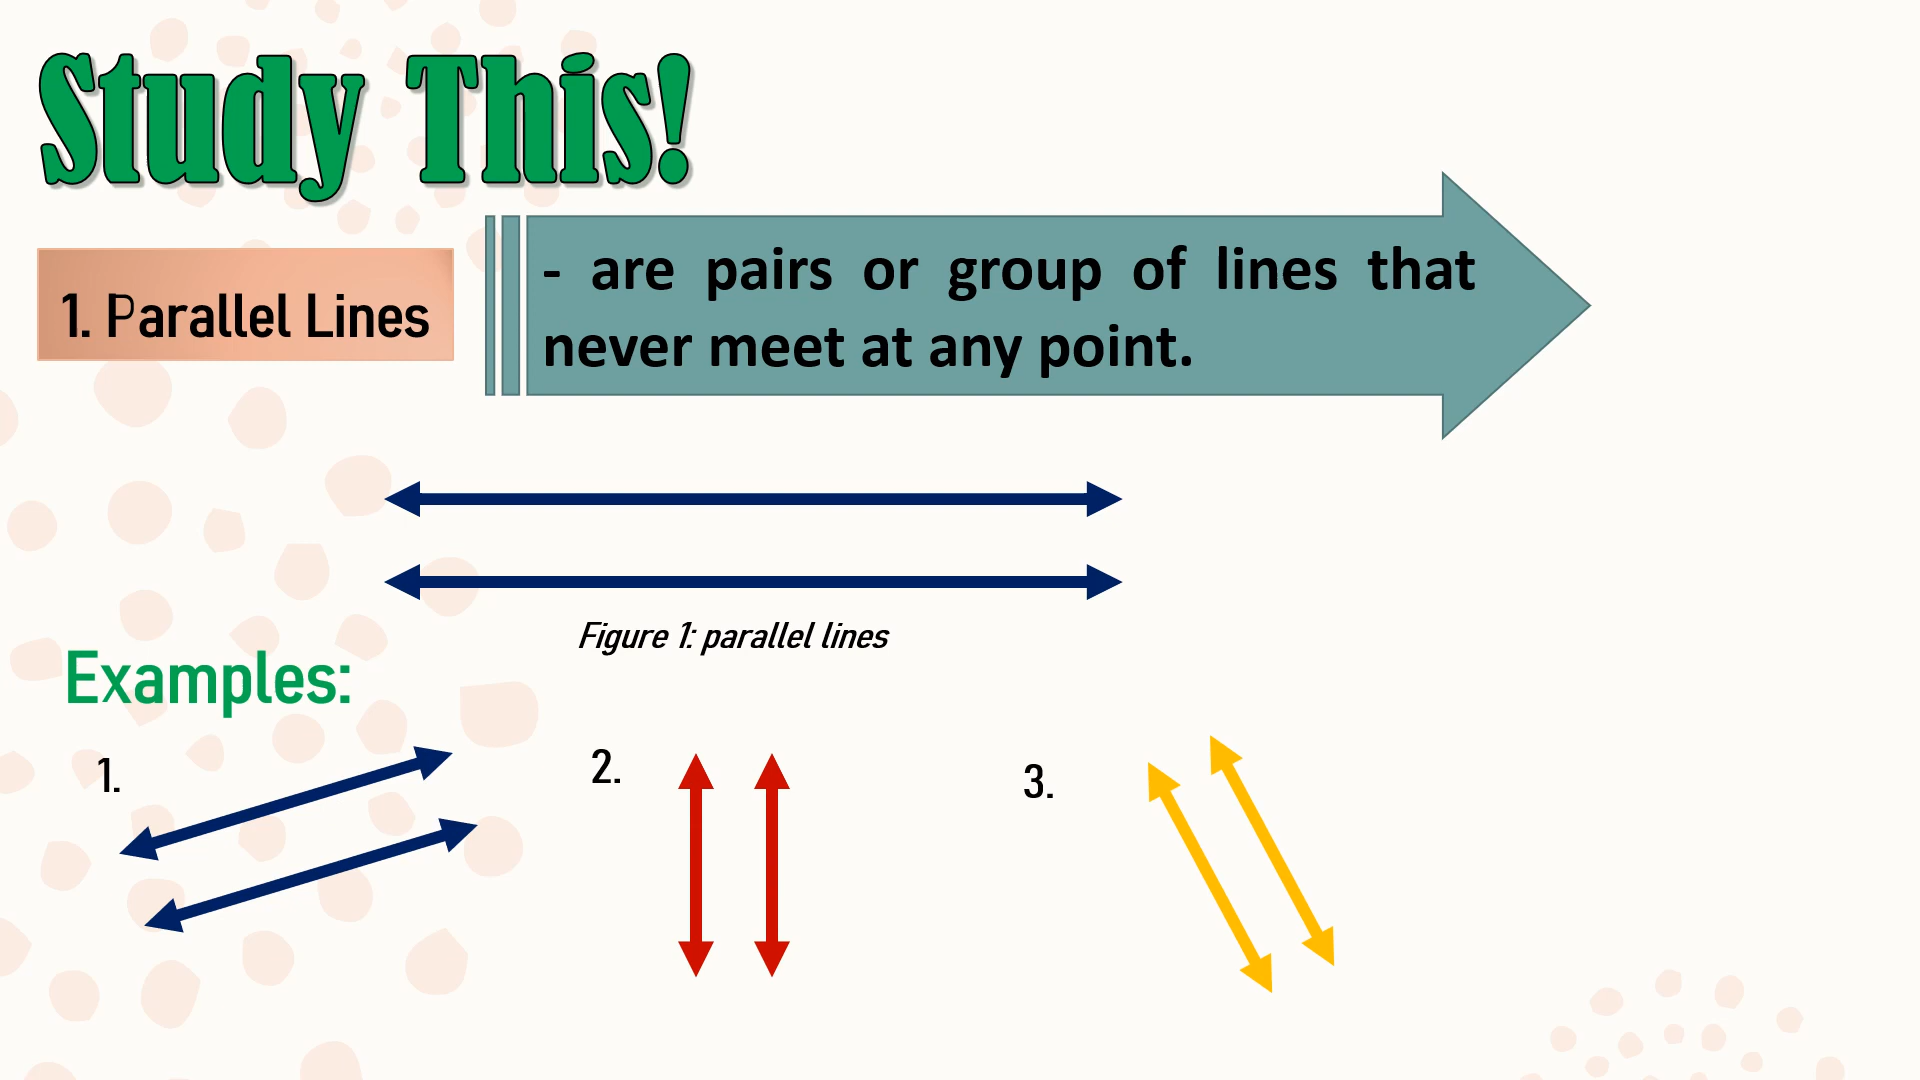 Study This!
1. Parallel Lines
- are pairs or group of lines that
never meet at any point.
Figure 1: parallel lines
Examples:
1.
2.
3.